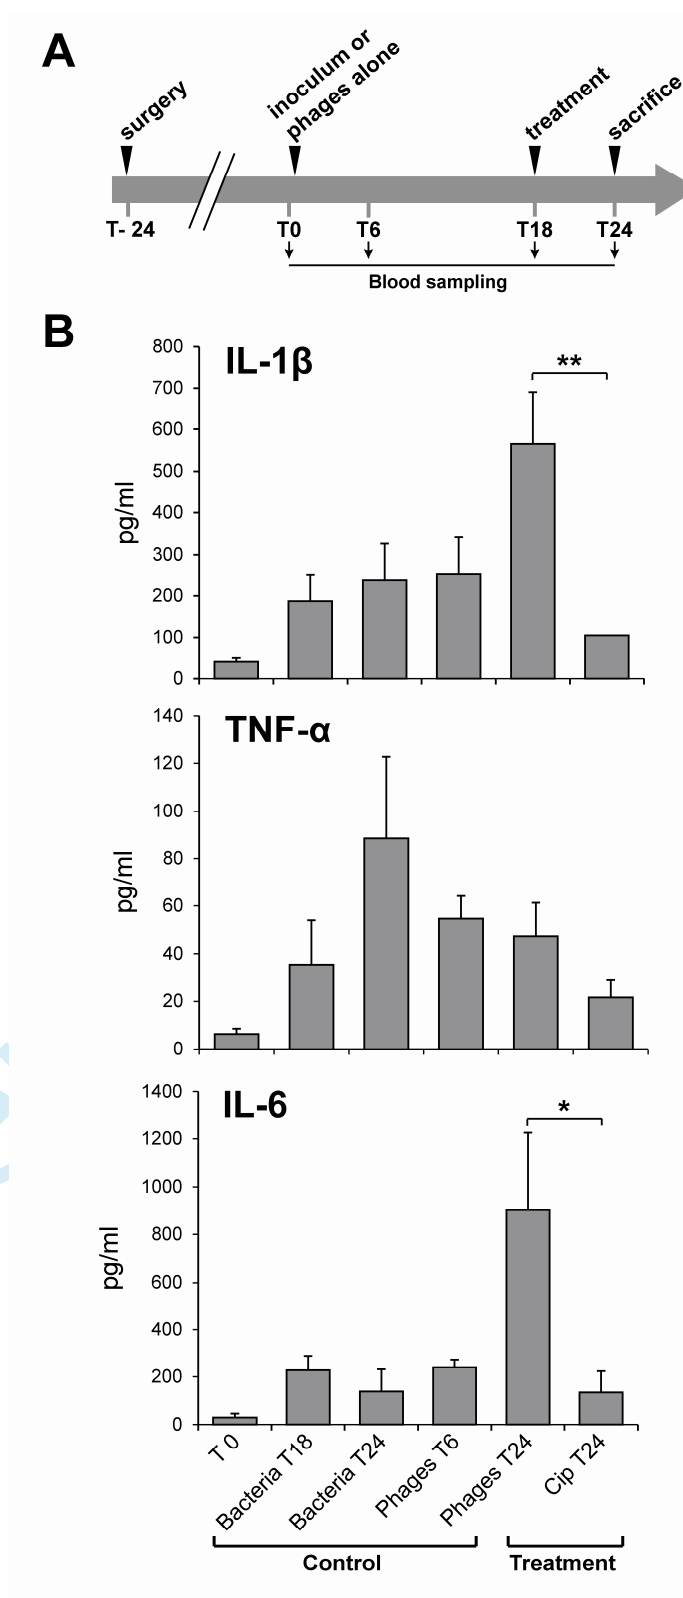 A
surgery
inoculum or
phages alone
treatment
sacrifice
T- 24
T0
T6
T18
T24
Blood sampling
B
IL-1β
**
800
700
600
500
400
300
200
100
0
pg/ml
TNF-α
140
120
100
80
60
40
20
0
pg/ml
IL-6
*
1400
1200
1000
800
600
400
200
0
pg/ml
T 0
Bacteria T18
Bacteria T24
Phages T6
Phages T24
Cip T24
Control
Treatment